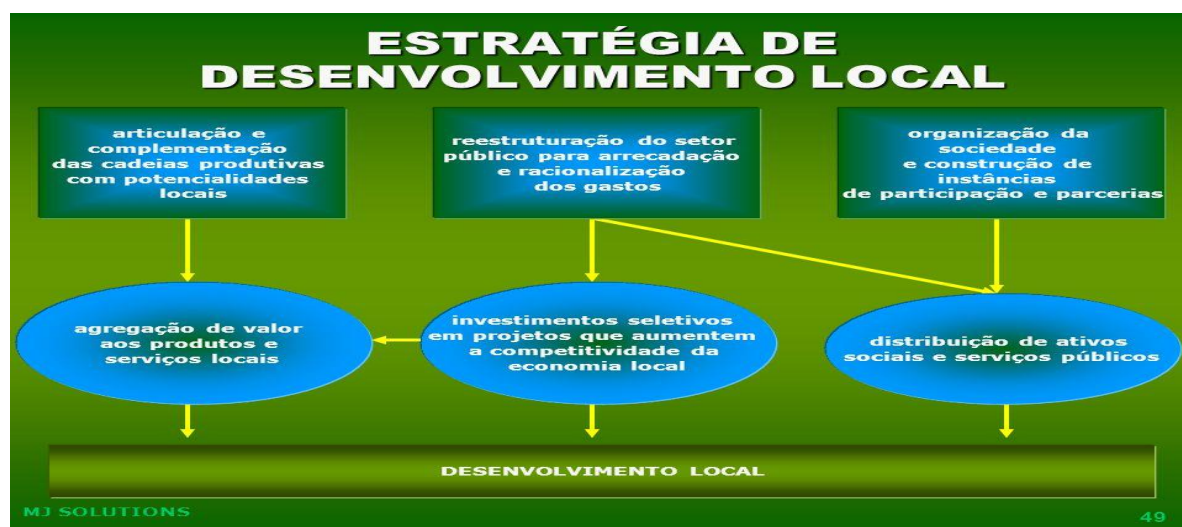 ESTRATÉGIA DE
DESENVOLVIMENTO LOCAL
articulação e
complementação
das cadeias produtivas
com potencialidades
locais
reestruturação do setor
público para arrecadação
e racionalização
dos gastos
organização da
sociedade
e construção de
instâncias
de participação e parcerias
agregação de valor
aos produtos e
serviços locais
investimentos seletivos
em projetos que aumentem
a competitividade da
economia local
distribuição de ativos
sociais e serviços públicos
DESENVOLVIMENTO LOCAL
MJ SOLUTIONS
49